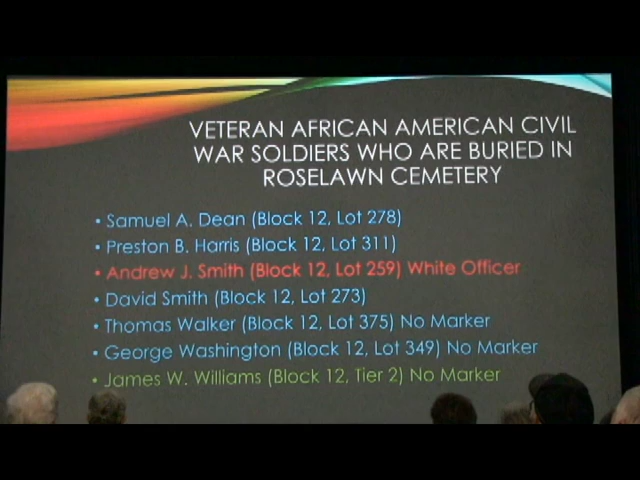 VETERAN AFRICAN AMERICAN CIVIL
WAR SOLDIERS WHO ARE BURIED IN
ROSELAWN CEMETERY
• Samuel A. Dean (Block 12, Lot 278)
• Preston B. Harris (Block 12, Lot 311)
• Andrew J. Smith (Block 12, Lot 259) White Officer
• David Smith (Block 12, Lot 273)
• Thomas Walker (Block 12, Lot 375) No Marker
• George Washington (Block 12, Lot 349) No Marker
• James W. Williams (Block 12, Tier 2) No Marker